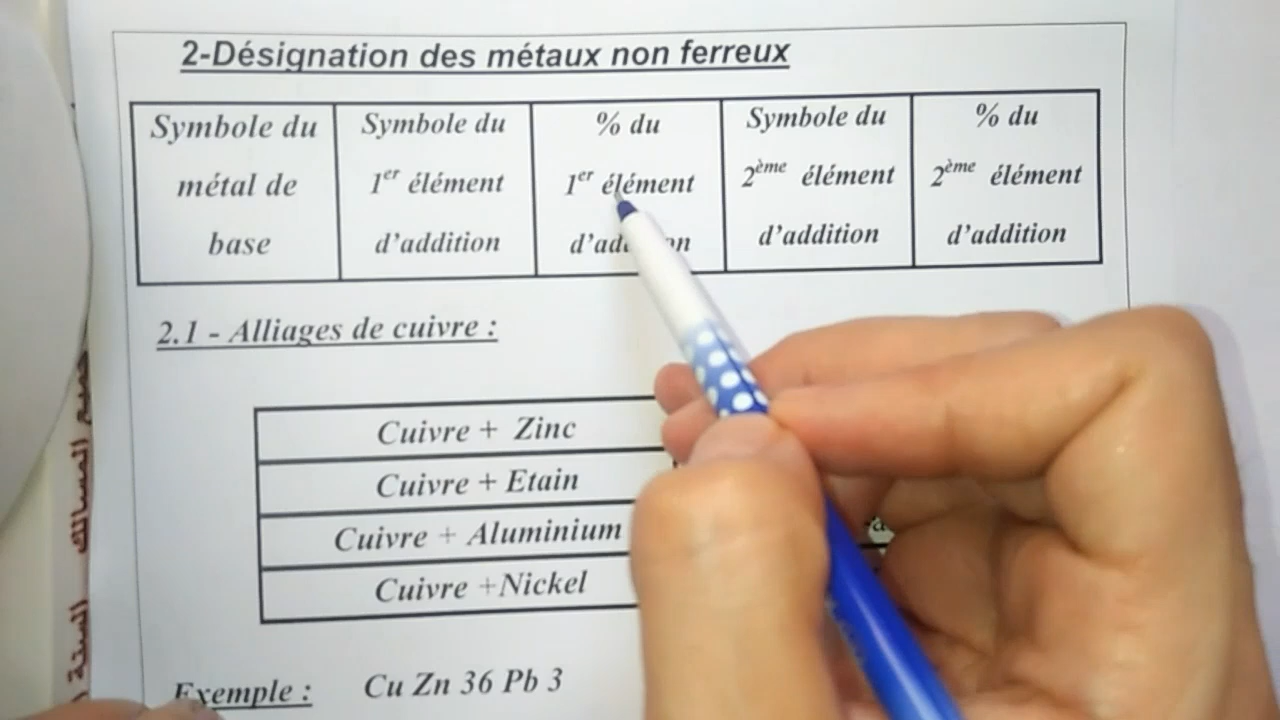 2-Désignation des métaux non ferreux
Symbole du
métal de
base
Symbole du
1er élément
d'addition
% du
1er élément
Symbole du
2ème élément
d'addition
% du
2ème élément
d'addition
2.1 - Alliages de cuivre :
Cuivre + Zinc
Cuivre + Etain
Cuivre + Aluminium
Cuivre +Nickel
Exemple : Cu Zn 36 Pb 3